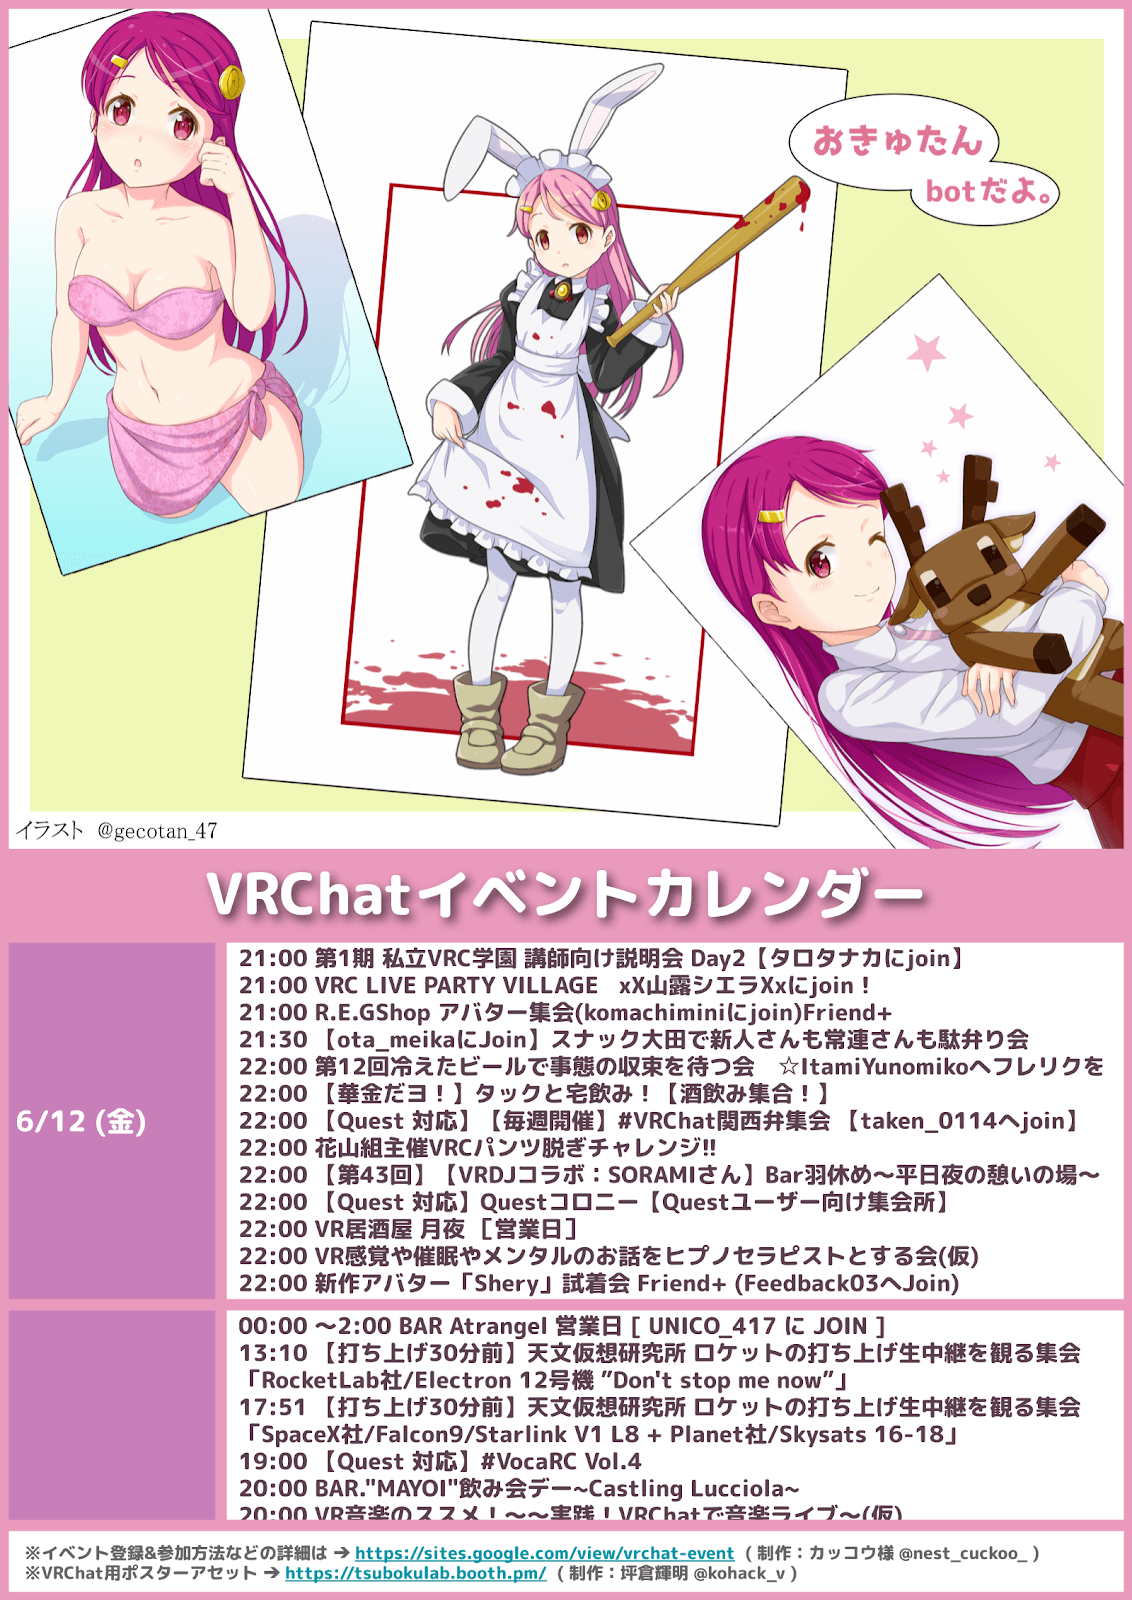 おきゅたん
botだよ。
イラスト @gecotan_47
VRChatイベントカレンダー
6/12 (金)
21:00 第1期 私立VRC学園 講師向け説明会 Day2【タロタナカにjoin】
21:00 VRC LIVE PARTY VILLAGE　xX山露シエラXxにjoin！
21:00 R.E.GShop アバター集会(komachiminiにjoin)Friend+
21:30 【ota_meikaにJoin】スナック大田で新人さんも常連さんも駄弁り会
22:00 第12回冷えたビールで事態の収束を待つ会　☆ItamiYunomikoへフレリクを
22:00 【華金だヨ！】タックと宅飲み！【酒飲み集合！】
22:00 【Quest 対応】【毎週開催】#VRChat関西弁集会 【taken_0114へjoin】
22:00 花山組主催VRCパンツ脱ぎチャレンジ!!
22:00 【第43回】【VRDJコラボ：SORAMIさん】Bar羽休め～平日夜の憩いの場～
22:00 【Quest 対応】Questコロニー【Questユーザー向け集会所】
22:00 VR居酒屋 月夜 ［営業日］
22:00 VR感覚や催眠やメンタルのお話をヒプノセラピストとする会(仮)
22:00 新作アバター「Shery」試着会 Friend+ (Feedback03へJoin)
00:00 ～2:00 BAR Atrangel 営業日 [ UNICO_417 に JOIN ]
13:10 【打ち上げ30分前】天文仮想研究所 ロケットの打ち上げ生中継を観る集会
「RocketLab社/Electron 12号機 ”Don't stop me now”」
17:51 【打ち上げ30分前】天文仮想研究所 ロケットの打ち上げ生中継を観る集会
「SpaceX社/Falcon9/Starlink V1 L8 + Planet社/Skysats 16-18」
19:00 【Quest 対応】#VocaRC Vol.4
20:00 BAR."MAYOI"飲み会デー~Castling Lucciola~
20:00 VR音楽のススメ！～～実践！VRChatで音楽ライブ～(仮)
※イベント登録&参加方法などの詳細は ➔ https://sites.google.com/view/vrchat-event ( 制作：カッコウ様 @nest_cuckoo_ )
※VRChat用ポスターアセット ➔ https://tsubokulab.booth.pm/ ( 制作：坪倉輝明 @kohack_v )